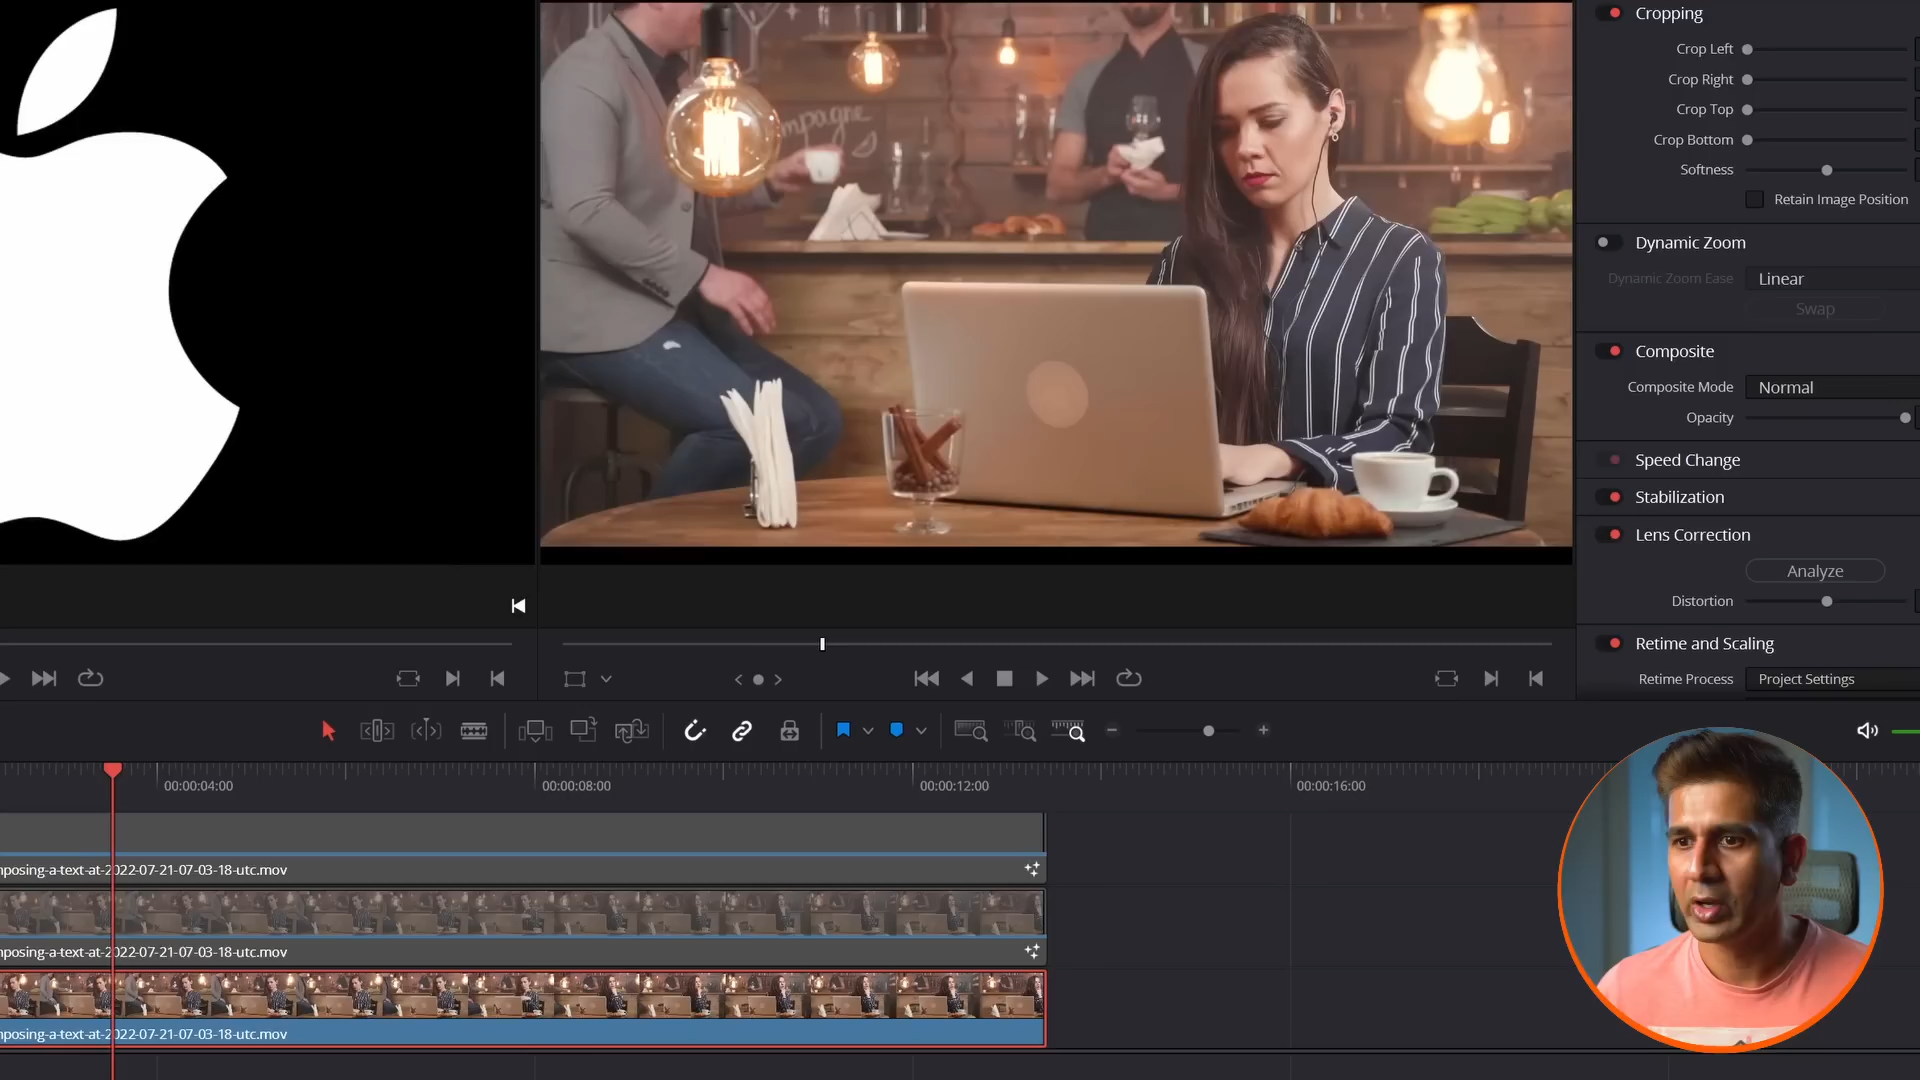 Cropping
Crop Left
Crop Right
Crop Top
Crop Bottom
Softness
Retain Image Position
Dynamic Zoom
Dynamic Zoom Ease
Linear
Swap
Composite
Composite Mode
Normal
Opacity
Speed Change
Stabilization
Lens Correction
Analyze
Distortion
Retime and Scaling
Retime Process
Project Settings
mpagne
00:00:04:00
00:00:08:00
00:00:12:00
00:00:16:00
nposing-a-text-at-2022-07-21-07-03-18-utc.mov
nposing-a-text-at-2022-07-21-07-03-18-utc.mov
nposing-a-text-at-2022-07-21-07-03-18-utc.mov